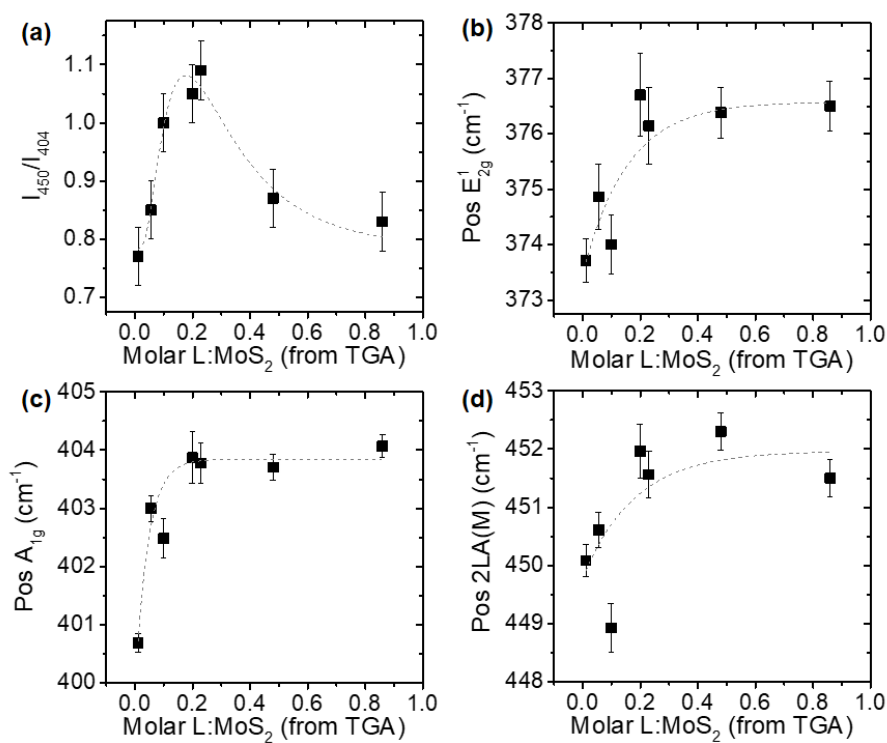 (a)
1.1
1.0
0.9
0.8
0.7
I450/I404
0.0 0.2 0.4 0.6 0.8 1.0
Molar L:MoS2 (from TGA)
(b)
378
377
376
375
374
373
Pos E12g (cm-1)
0.0 0.2 0.4 0.6 0.8 1.0
Molar L:MoS2 (from TGA)
(c)
405
404
403
402
401
400
Pos A1g (cm-1)
0.0 0.2 0.4 0.6 0.8 1.0
Molar L:MoS2 (from TGA)
(d)
453
452
451
450
449
448
Pos 2LA(M) (cm-1)
0.0 0.2 0.4 0.6 0.8 1.0
Molar L:MoS2 (from TGA)